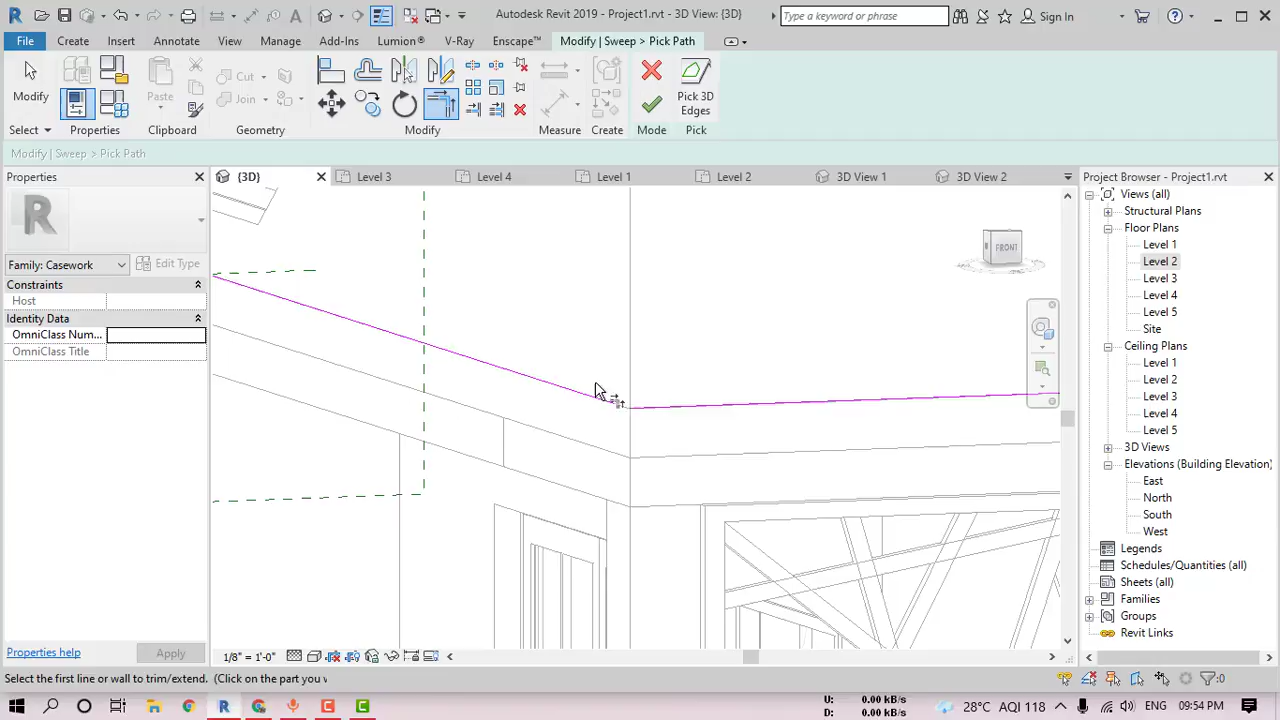 Autodesk Revit 2019 - Project1.rvt - 3D View: {3D}
Type a keyword or phrase
Sign In
File Create Insert Annotate View Manage Add-Ins Lumion® V-Ray Enscape™ Modify | Sweep > Pick Path
Modify
Paste
Cut
Join
Pick 3D
Edges
Select Properties Clipboard Geometry Modify Measure Create Mode Pick
Modify | Sweep > Pick Path
Properties
{3D} Level 3 Level 4 Level 1 Level 2 3D View 1 3D View 2
Project Browser - Project1.rvt
R
Family: Casework
Edit Type
Constraints
Host
Identity Data
OmniClass Num...
OmniClass Title
FRONT
Views (all)
Structural Plans
Floor Plans
Level 1
Level 2
Level 3
Level 4
Level 5
Site
Ceiling Plans
Level 1
Level 2
Level 3
Level 4
Level 5
3D Views
Elevations (Building Elevation)
East
North
South
West
Legends
Schedules/Quantities (all)
Sheets (all)
Families
Groups
Revit Links
Properties help
Apply
1/8" = 1'-0"
Select the first line or wall to trim/extend. (Click on the part you v
:0
U: 0.00 kB/s
D: 0.00 kB/s
28°C AQI 118
ENG
09:54 PM